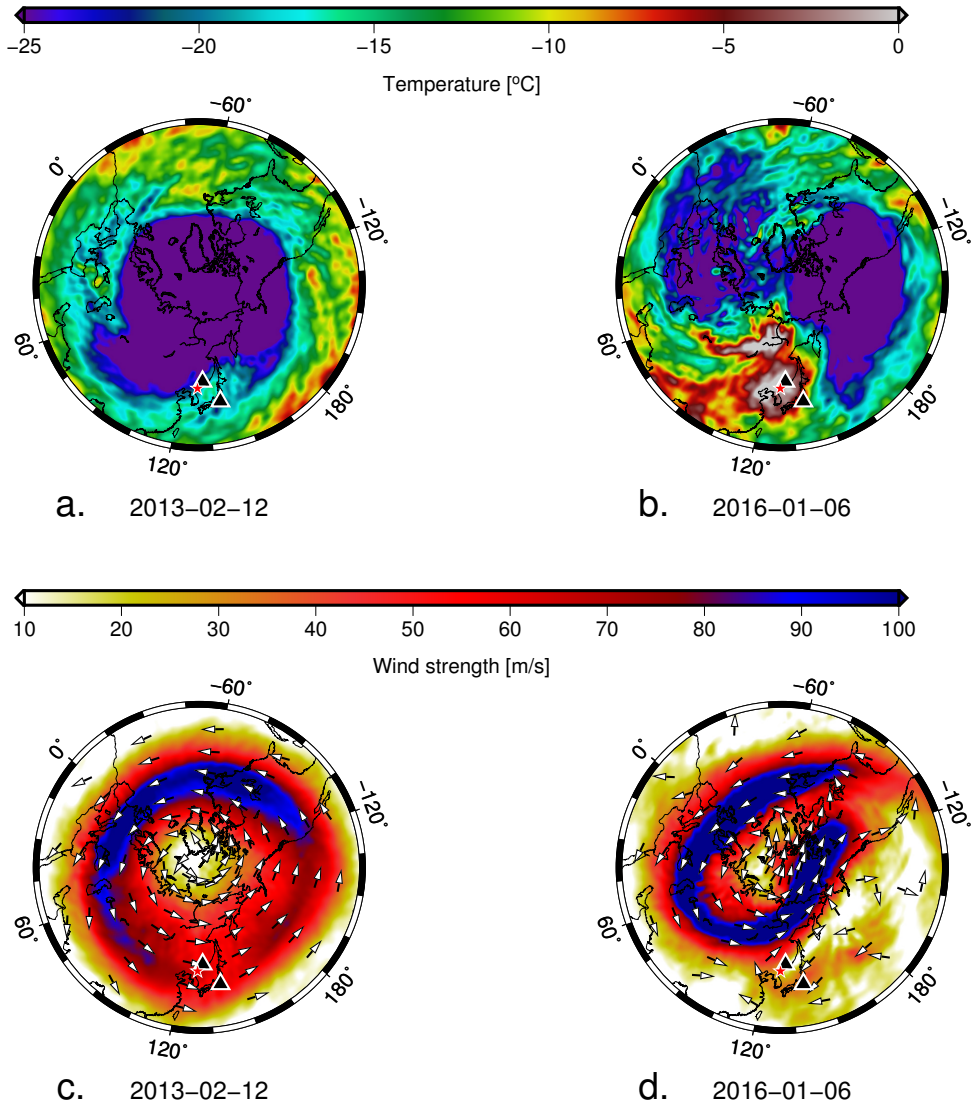 −25 −20 −15 −10 −5 0
Temperature [ºC]
−60˚ −60˚
0˚ −120˚ 0˚ −120˚
60˚ 180˚ 60˚ 180˚
120˚ 120˚
a. 2013−02−12 b. 2016−01−06
10 20 30 40 50 60 70 80 90 100
Wind strength [m/s]
−60˚ −60˚
0˚ −120˚ 0˚ −120˚
60˚ 180˚ 60˚ 180˚
120˚ 120˚
c. 2013−02−12 d. 2016−01−06